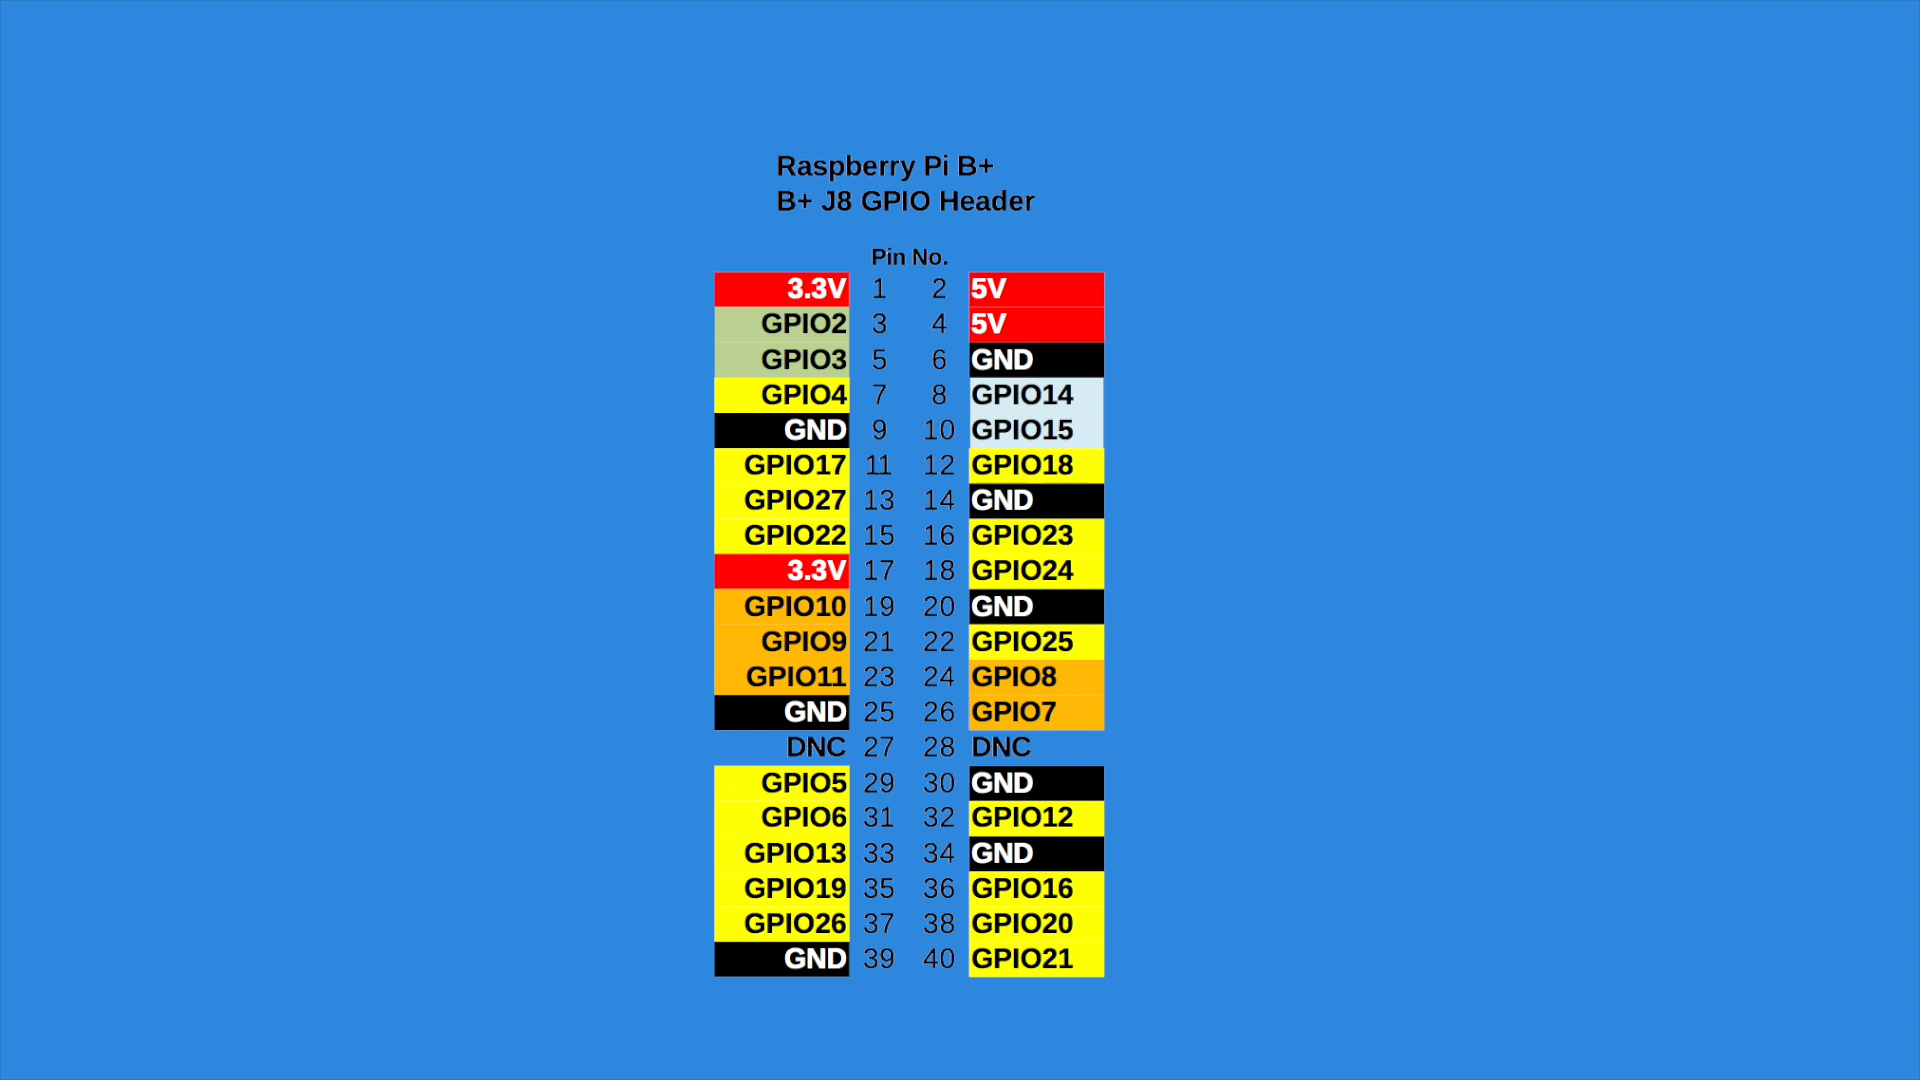 Raspberry Pi B+
B+ J8 GPIO Header
Pin No.
3.3V 1 2 5V
GPIO2 3 4 5V
GPIO3 5 6 GND
GPIO4 7 8 GPIO14
GND 9 10 GPIO15
GPIO17 11 12 GPIO18
GPIO27 13 14 GND
GPIO22 15 16 GPIO23
3.3V 17 18 GPIO24
GPIO10 19 20 GND
GPIO9 21 22 GPIO25
GPIO11 23 24 GPIO8
GND 25 26 GPIO7
DNC 27 28 DNC
GPIO5 29 30 GND
GPIO6 31 32 GPIO12
GPIO13 33 34 GND
GPIO19 35 36 GPIO16
GPIO26 37 38 GPIO20
GND 39 40 GPIO21